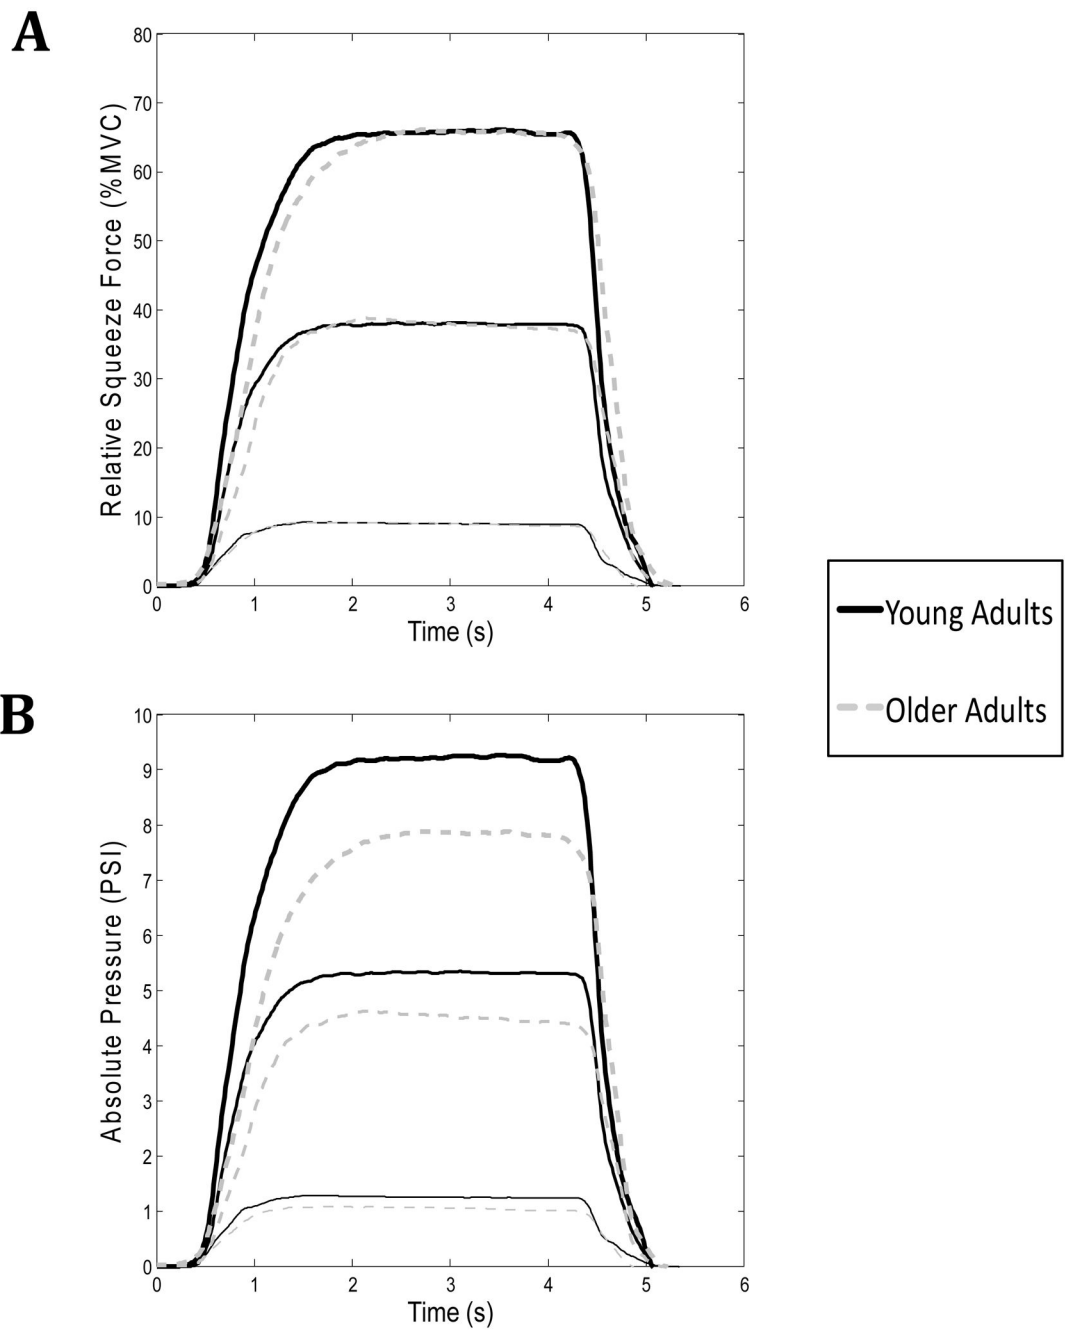 A
80
70
60
50
40
30
20
10
0
Relative Squeeze Force (%MVC)
0 1 2 3 4 5 6
Time (s)
Young Adults
Older Adults
B
10
9
8
7
6
5
4
3
2
1
0
Absolute Pressure (PSI)
0 1 2 3 4 5 6
Time (s)